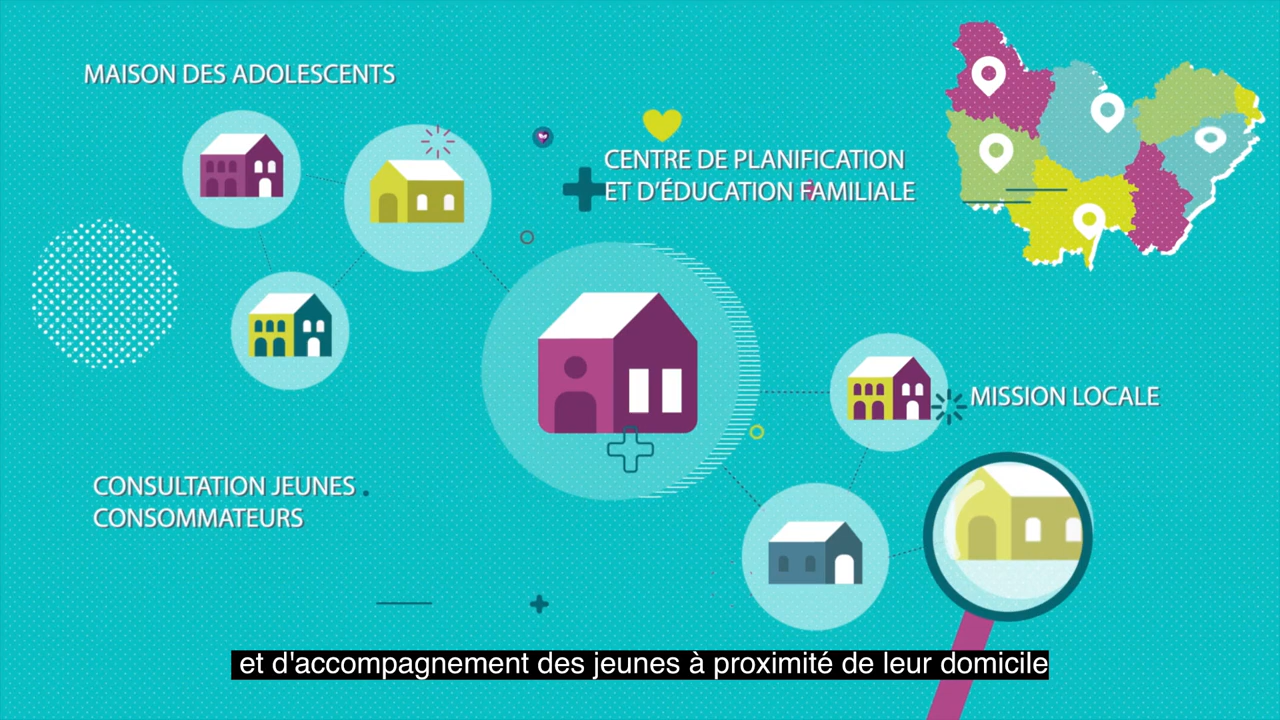 MAISON DES ADOLESCENTS
CENTRE DE PLANIFICATION
ET D'ÉDUCATION FAMILIALE
MISSION LOCALE
CONSULTATION JEUNES
CONSOMMATEURS
et d'accompagnement des jeunes à proximité de leur domicile